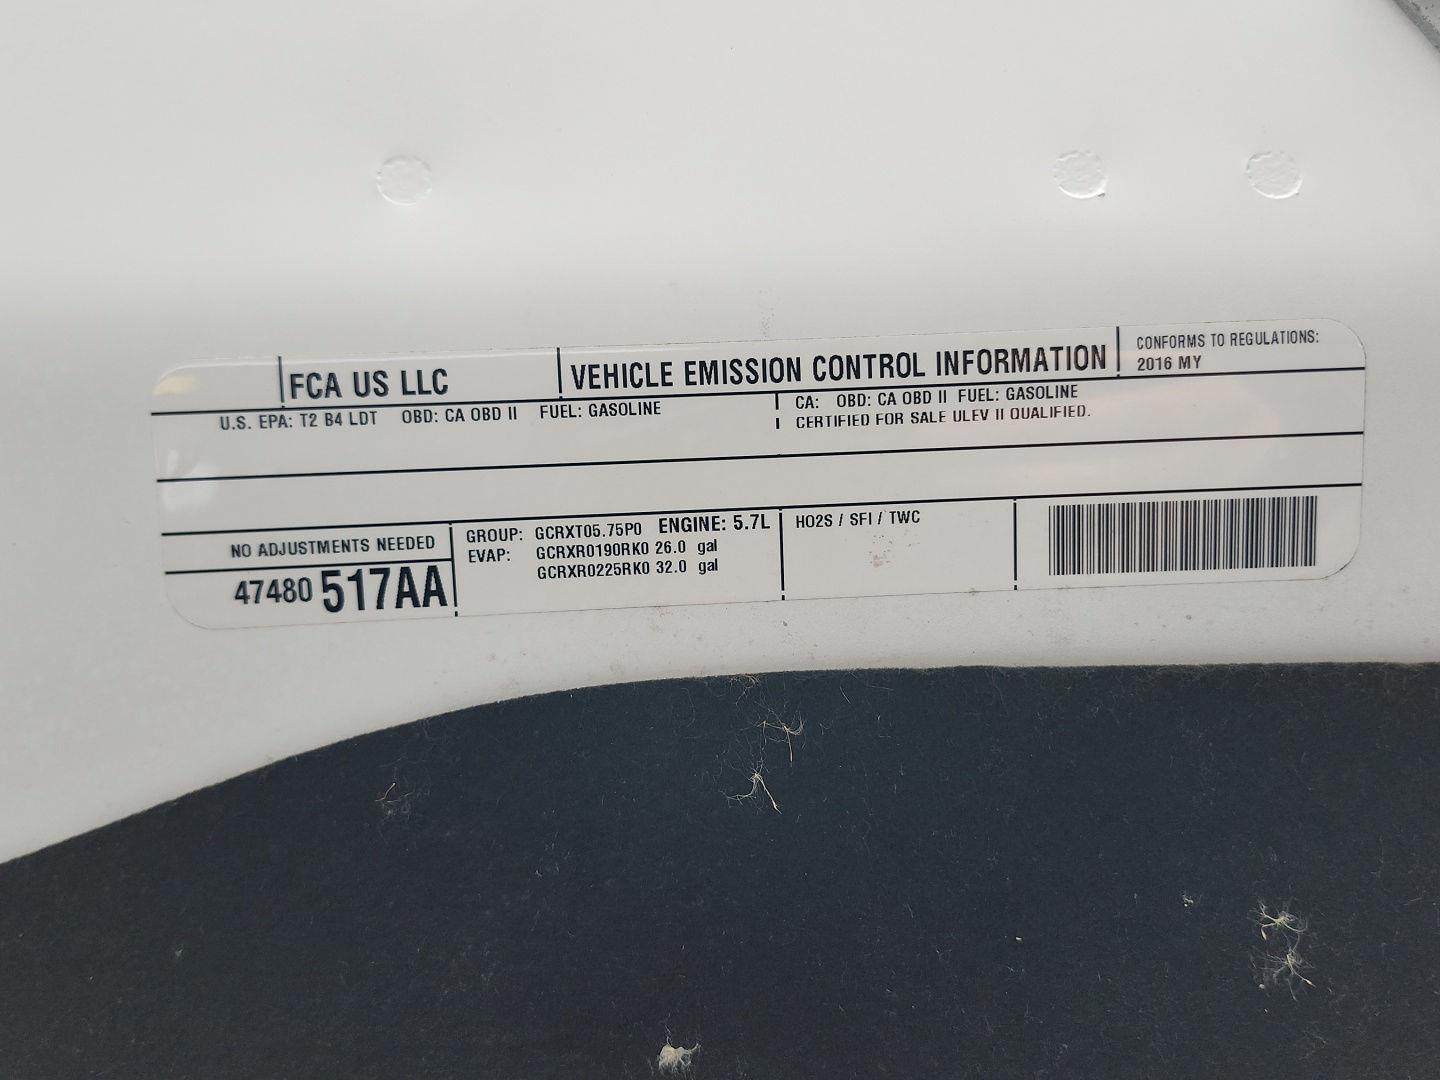 FCA US LLC
VEHICLE EMISSION CONTROL INFORMATION
CONFORMS TO REGULATIONS:
2016 MY
U.S. EPA: T2 B4 LDT OBD: CA OBD II FUEL: GASOLINE
CA: OBD: CA OBD II FUEL: GASOLINE
CERTIFIED FOR SALE ULEV II QUALIFIED.
NO ADJUSTMENTS NEEDED
47480 517AA
GROUP: GCRXT05.75P0 ENGINE: 5.7L
EVAP: GCRXR0190RK0 26.0 gal
GCRXR0225RK0 32.0 gal
HO2S / SFI / TWC